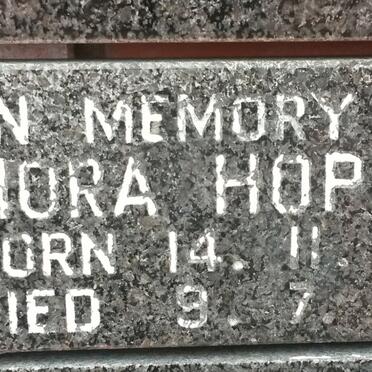 N MEMORY
ORA HOP
ORN 14. 11.
IED 9. 7